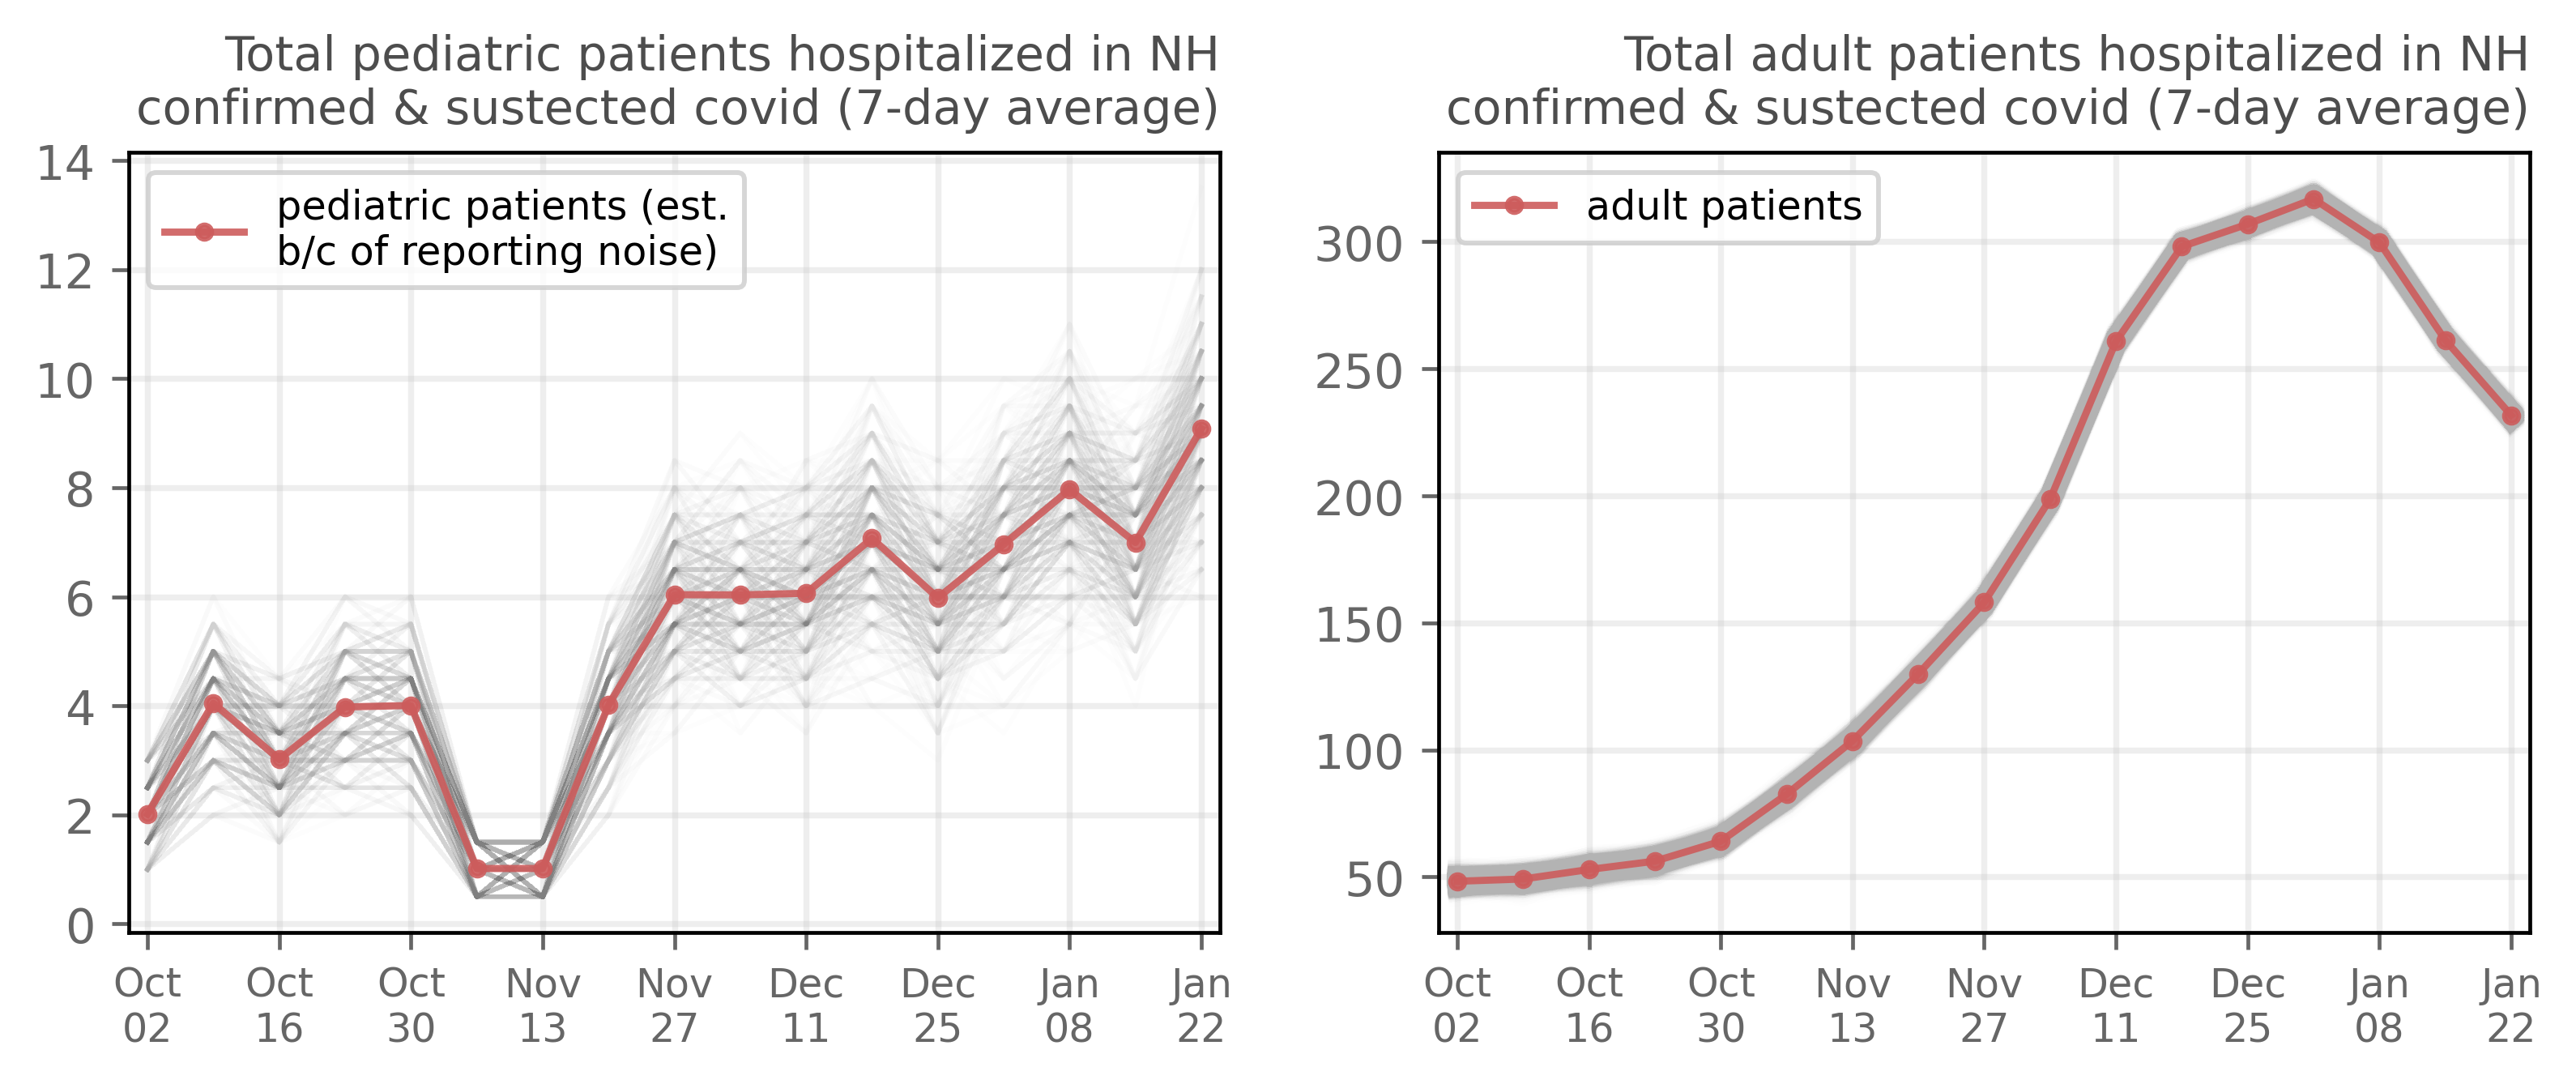 Total pediatric patients hospitalized in NH
confirmed & sustected covid (7-day average)
pediatric patients (est.
b/c of reporting noise)
14
12
10
8
6
4
2
0
Oct Oct Oct Nov Nov Dec Dec Jan Jan
02 16 30 13 27 11 25 08 22
Total adult patients hospitalized in NH
confirmed & sustected covid (7-day average)
adult patients
300
250
200
150
100
50
Oct Oct Oct Nov Nov Dec Dec Jan Jan
02 16 30 13 27 11 25 08 22